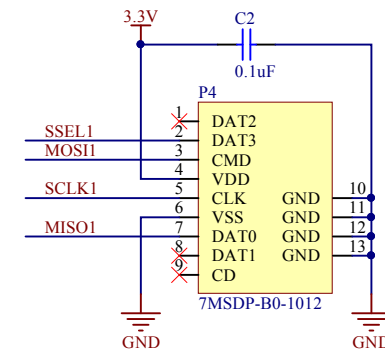 3.3V
C2
0.1uF
P4
1 DAT2
SSEL1 2 DAT3
MOSI1 3 CMD
4 VDD
SCLK1 5 CLK GND 10
6 VSS GND 11
MISO1 7 DAT0 GND 12
8 DAT1 GND 13
9 CD
7MSDP-B0-1012
GND GND